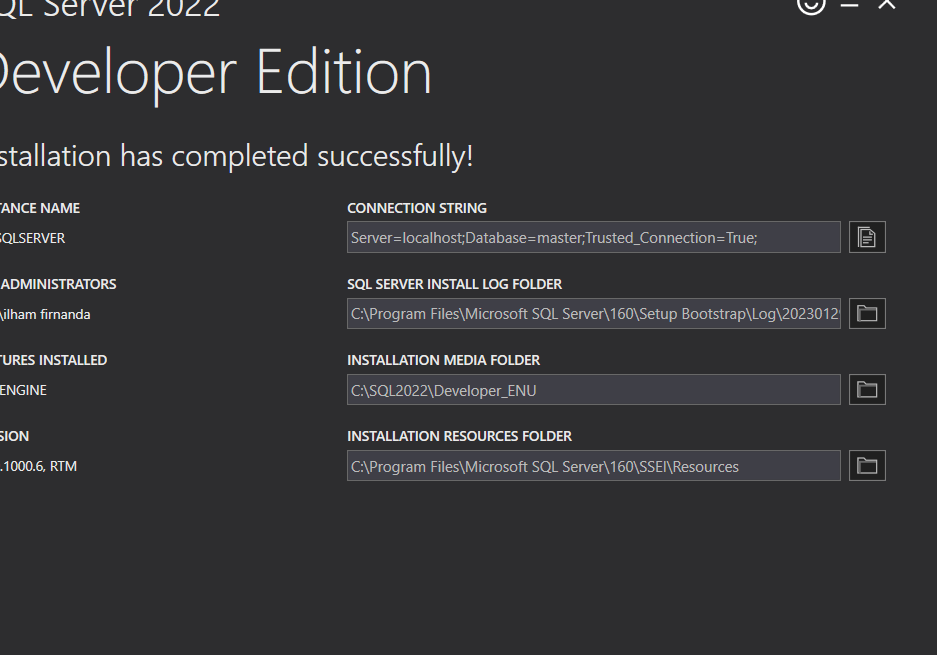 QL Server 2022
Developer Edition
stallation has completed successfully!
TANCE NAME
SQLSERVER
ADMINISTRATORS
\ilham firnanda
TURES INSTALLED
ENGINE
SION
.1000.6, RTM
CONNECTION STRING
Server=localhost;Database=master;Trusted_Connection=True;
SQL SERVER INSTALL LOG FOLDER
C:\Program Files\Microsoft SQL Server\160\Setup Bootstrap\Log\2023012
INSTALLATION MEDIA FOLDER
C:\SQL2022\Developer_ENU
INSTALLATION RESOURCES FOLDER
C:\Program Files\Microsoft SQL Server\160\SSEI\Resources